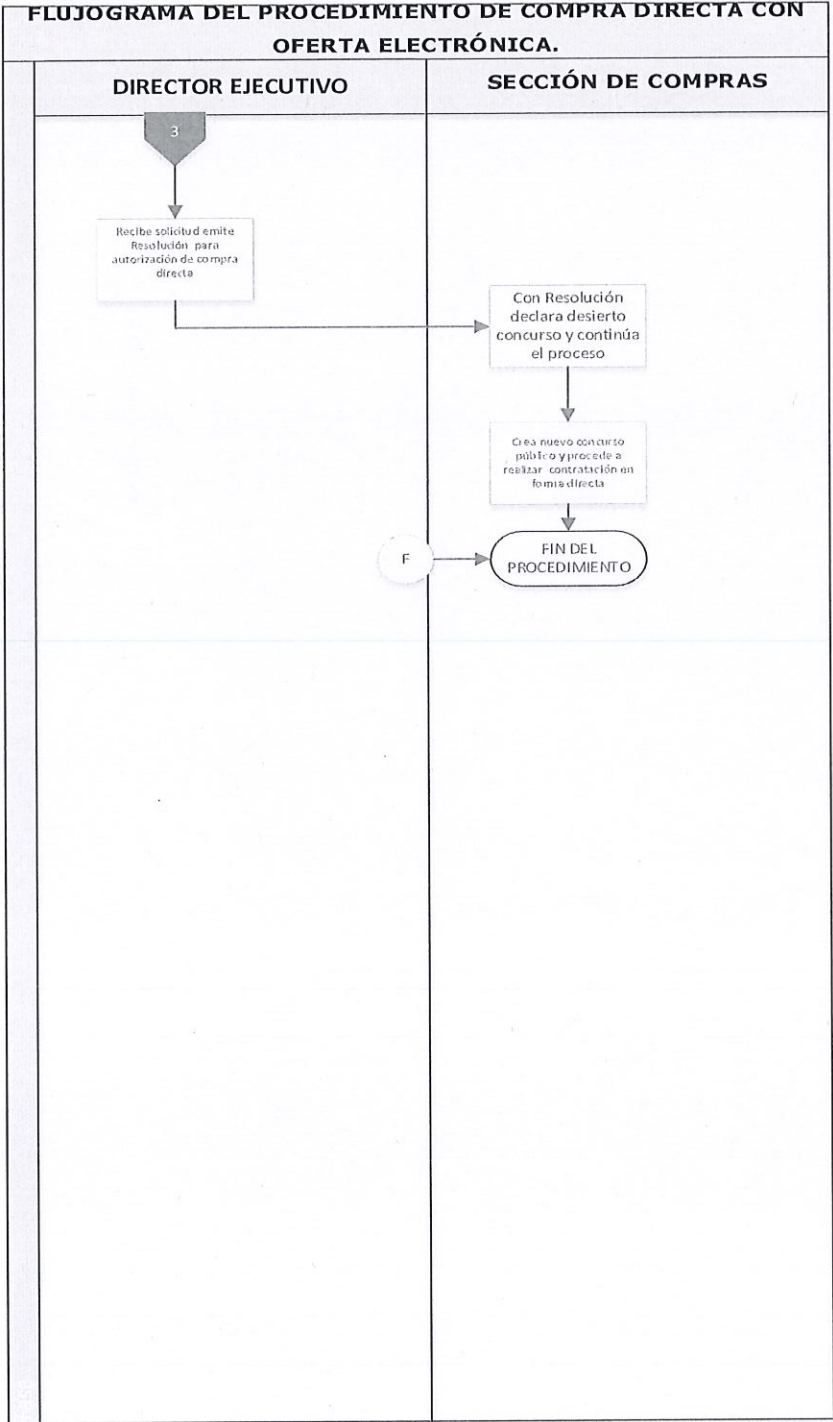 FLUJOGRAMA DEL PROCEDIMIENTO DE COMPRA DIRECTA CON
OFERTA ELECTRÓNICA.
DIRECTOR EJECUTIVO
SECCIÓN DE COMPRAS
3
Recibe solicitud emite
Resolución para
autorización de compra
directa
Con Resolución
declara desierto
concurso y continúa
el proceso
Crea nuevo concurso
público y procede a
realizar contratación en
forma directa
F
FIN DEL
PROCEDIMIENTO